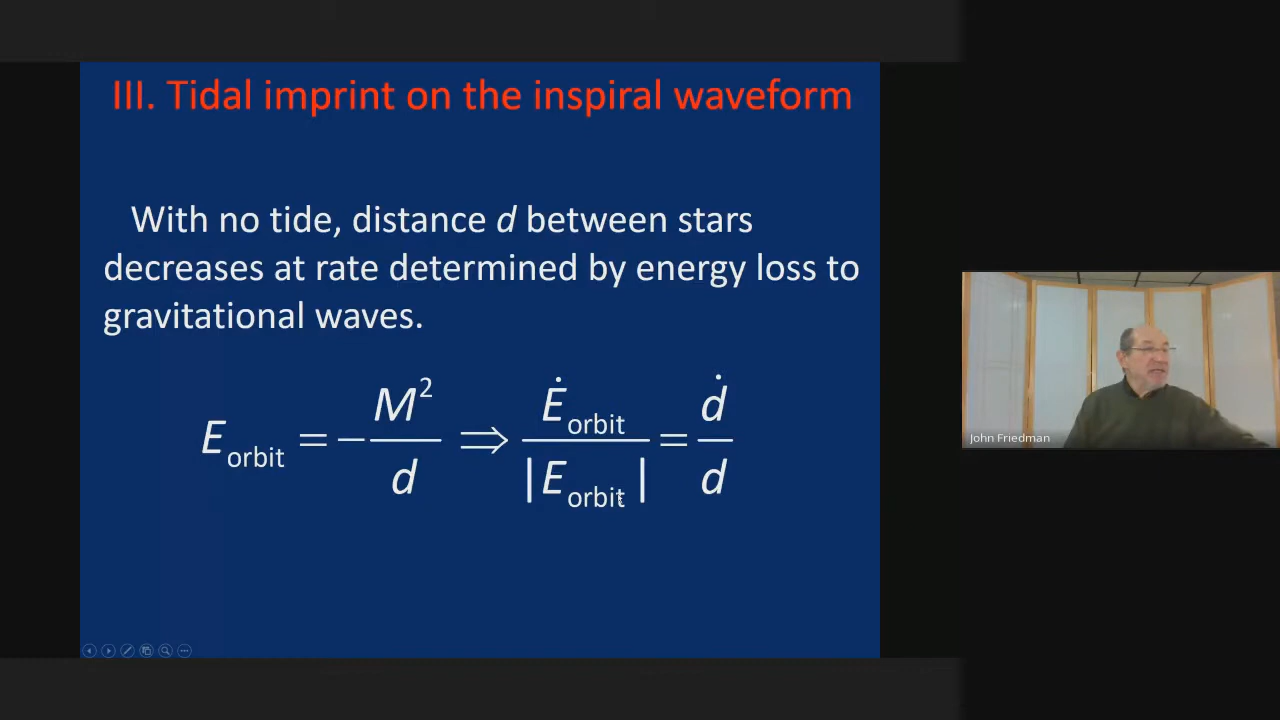 III. Tidal imprint on the inspiral waveform
With no tide, distance d between stars
decreases at rate determined by energy loss to
gravitational waves.
E_orbit = −M²/d ⇒ Ė_orbit/|E_orbit| = ḋ/d
John Friedman